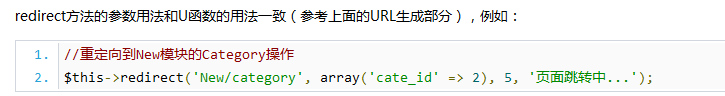 redirect方法的参数用法和U函数的用法一致（参考上面的URL生成部分），例如：
1. //重定向到New模块的Category操作
2. $this->redirect('New/category', array('cate_id' => 2), 5, '页面跳转中...');